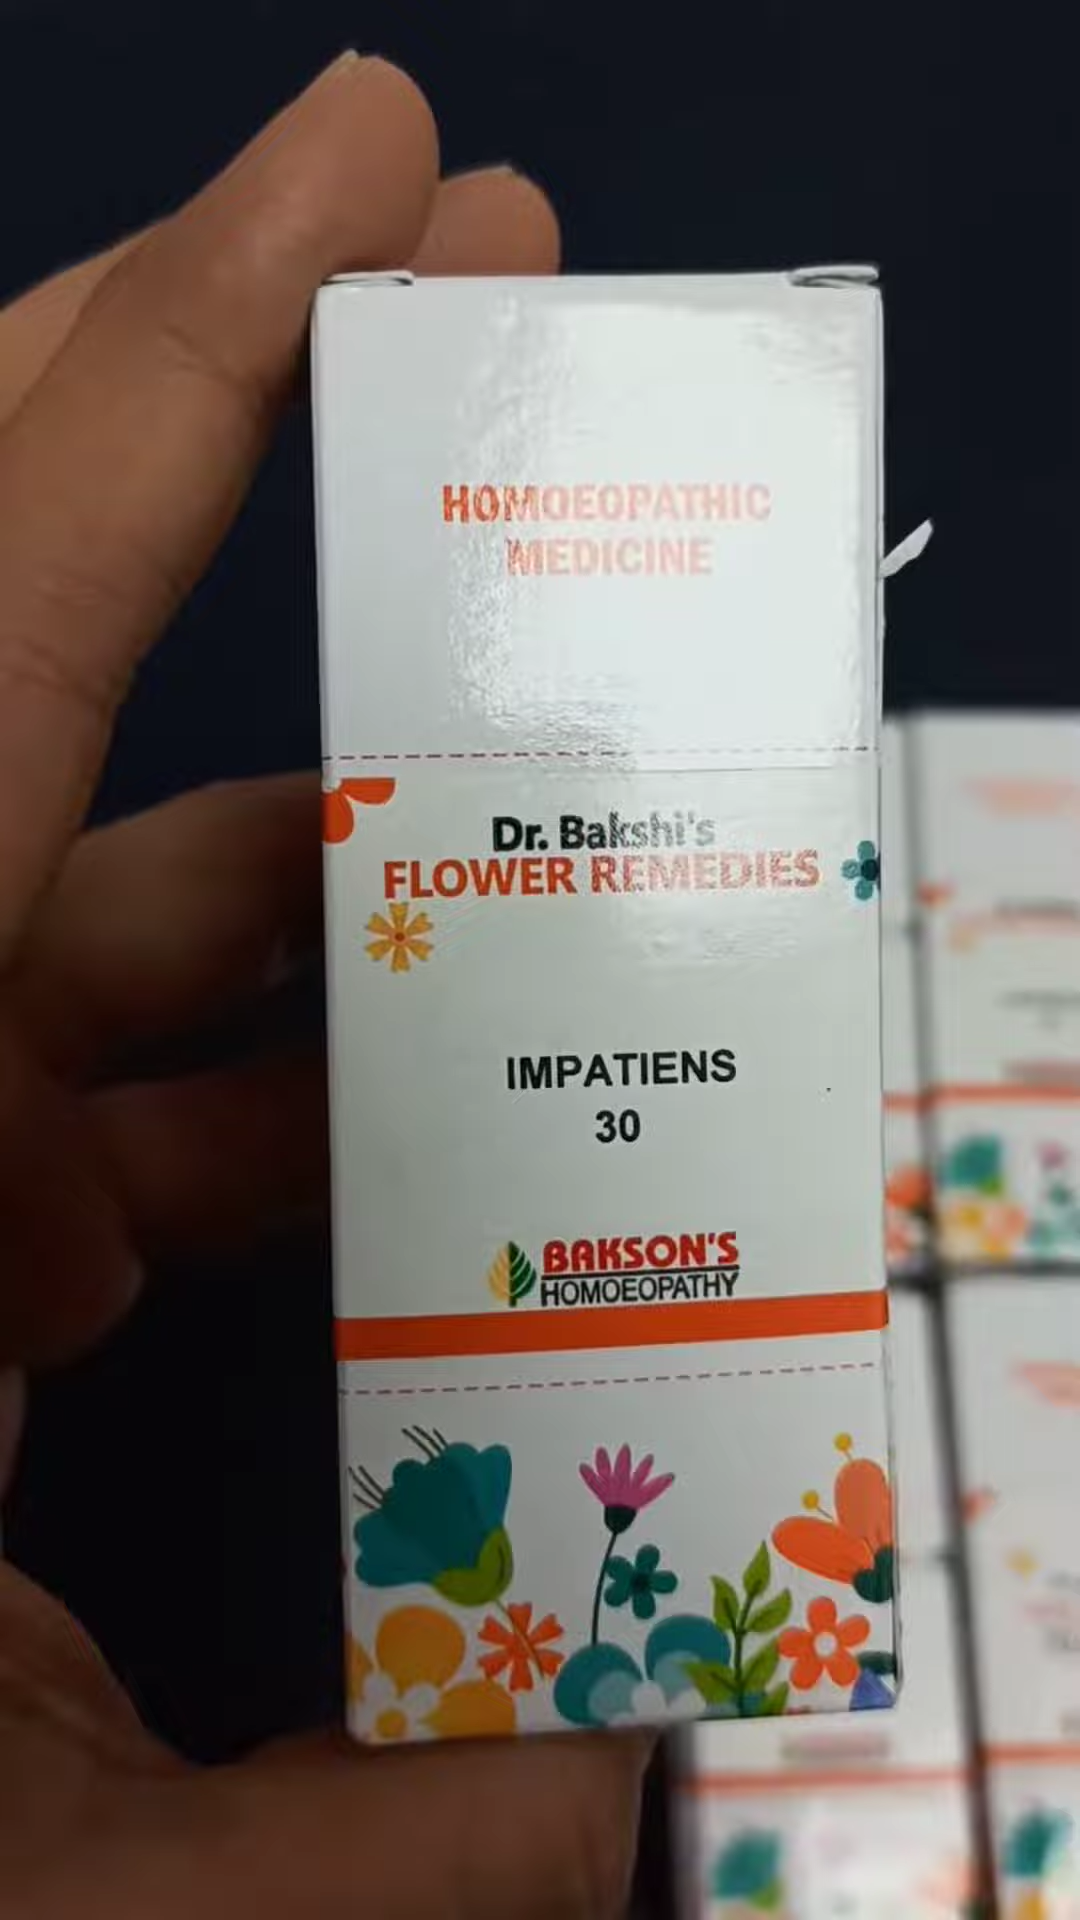 HOMOEOPATHIC
MEDICINE
Dr. Bakshi's
FLOWER REMEDIES
IMPATIENS
30
BAKSON'S
HOMOEOPATHY